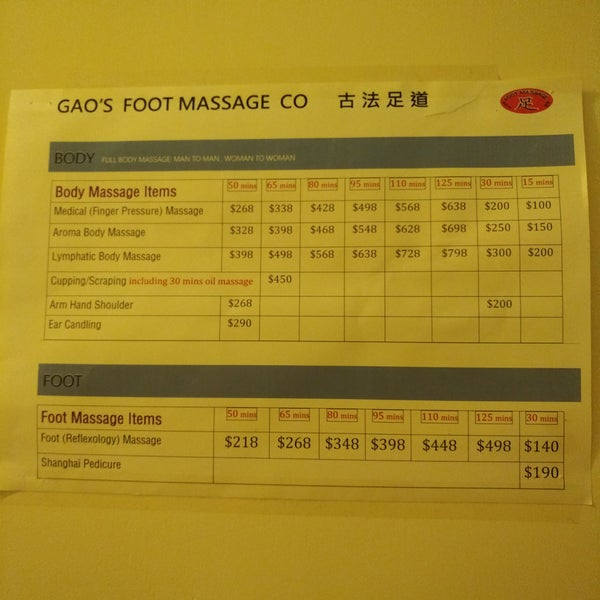 GAO'S FOOT MASSAGE CO 古法足道
FOOT MASSAGE
足
BODY FULL BODY MASSAGE: MAN TO MAN , WOMAN TO WOMAN
Body Massage Items 50 mins 65 mins 80 mins 95 mins 110 mins 125 mins 30 mins 15 mins
Medical (Finger Pressure) Massage $268 $338 $428 $498 $568 $638 $200 $100
Aroma Body Massage $328 $398 $468 $548 $628 $698 $250 $150
Lymphatic Body Massage $398 $498 $568 $638 $728 $798 $300 $200
Cupping/Scraping including 30 mins oil massage $450
Arm Hand Shoulder $268 $200
Ear Candling $290
FOOT
Foot Massage Items 50 mins 65 mins 80 mins 95 mins 110 mins 125 mins 30 mins
Foot (Reflexology) Massage $218 $268 $348 $398 $448 $498 $140
Shanghai Pedicure $190